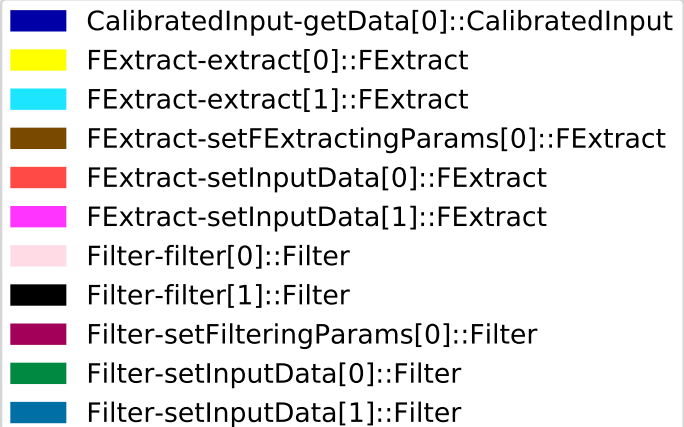 CalibratedInput-getData[0]::CalibratedInput
FExtract-extract[0]::FExtract
FExtract-extract[1]::FExtract
FExtract-setFExtractingParams[0]::FExtract
FExtract-setInputData[0]::FExtract
FExtract-setInputData[1]::FExtract
Filter-filter[0]::Filter
Filter-filter[1]::Filter
Filter-setFilteringParams[0]::Filter
Filter-setInputData[0]::Filter
Filter-setInputData[1]::Filter